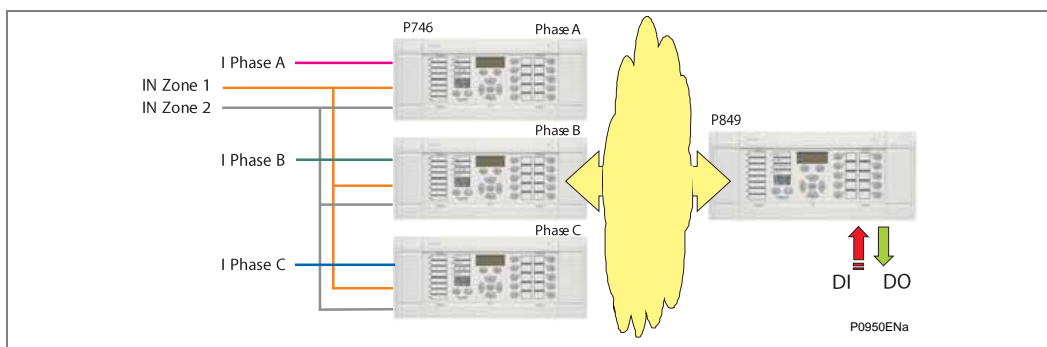 P746
Phase A
I Phase A
IN Zone 1
IN Zone 2
Phase B
P849
I Phase B
Phase C
I Phase C
DI
DO
P0950ENa